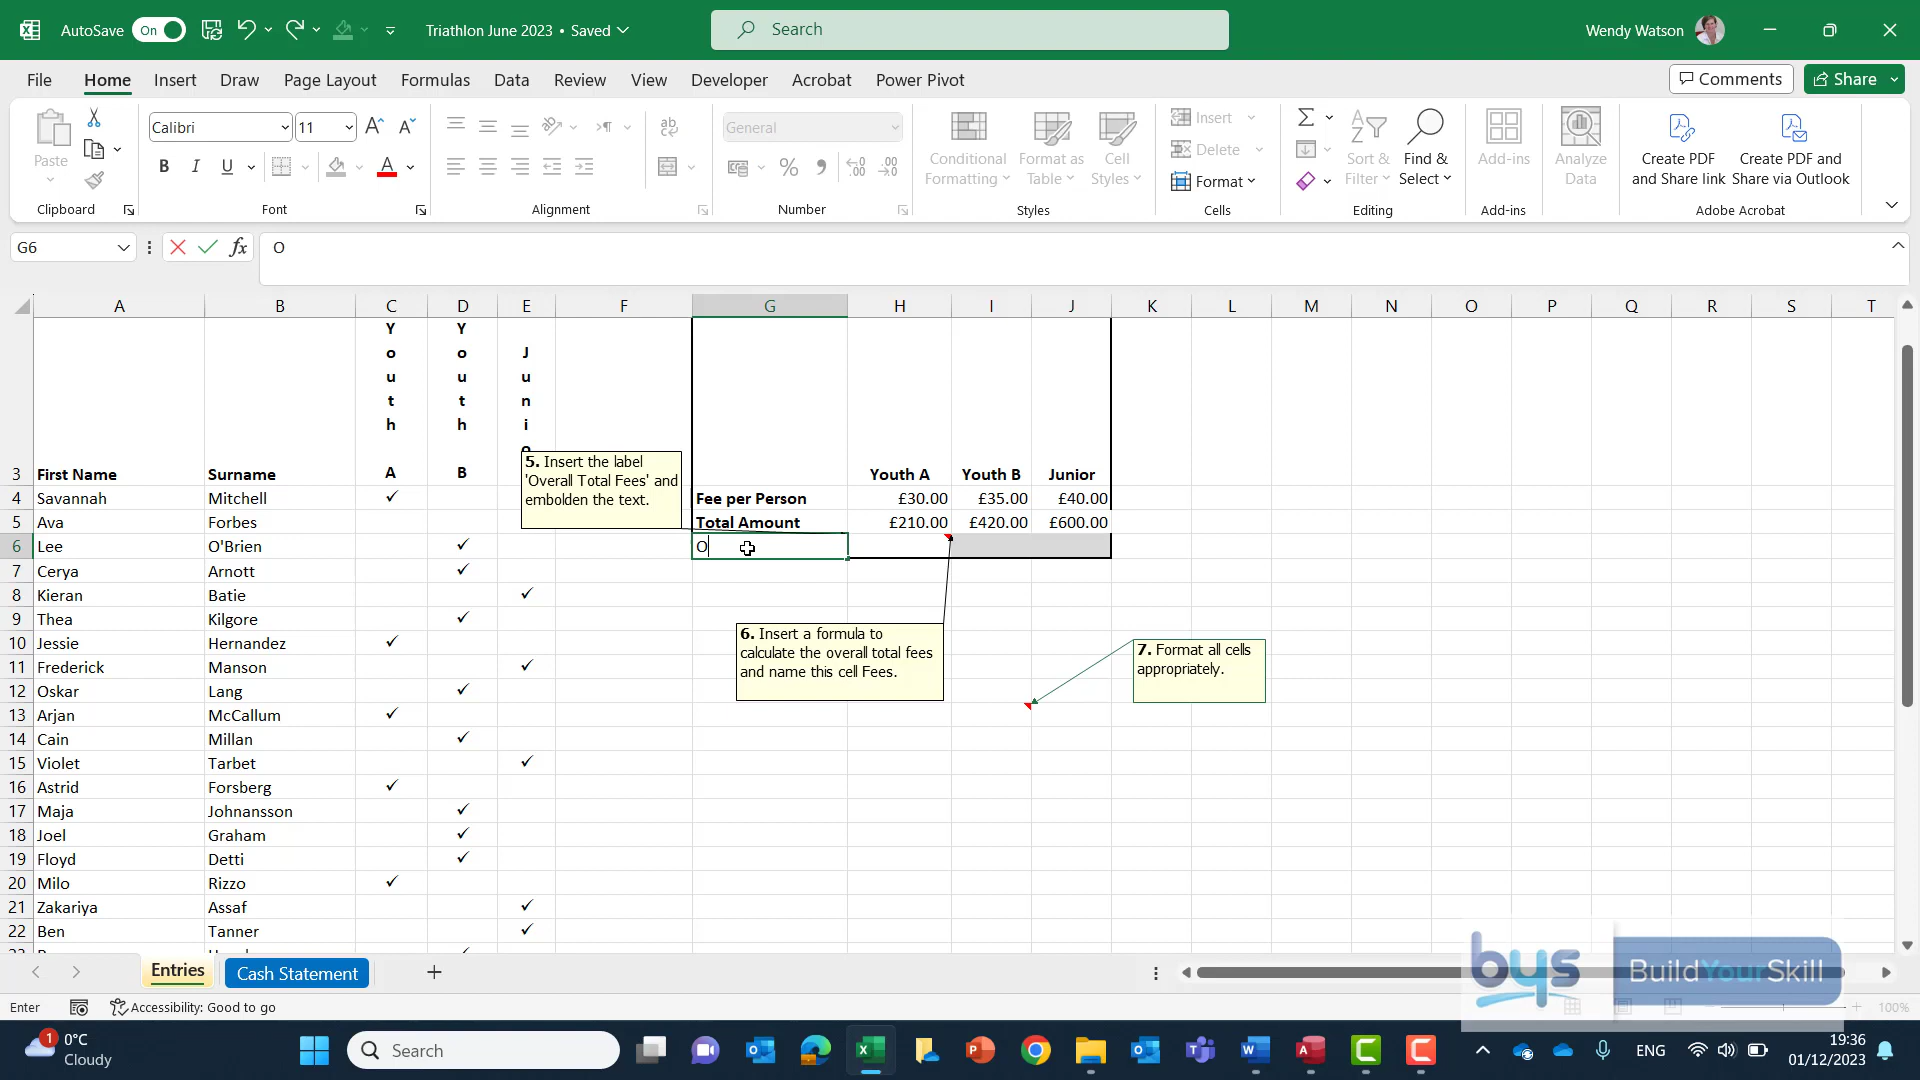 AutoSave On Triathlon June 2023 • Saved Search Wendy Watson
File Home Insert Draw Page Layout Formulas Data Review View Developer Acrobat Power Pivot Comments Share
Paste Calibri 11 General Conditional Formatting Format as Table Cell Styles Insert Delete Format Sort & Filter Find & Select Add-ins Analyze Data Create PDF and Share link Create PDF and Share via Outlook
Clipboard Font Alignment Number Styles Cells Editing Add-ins Adobe Acrobat
G6 fx O
A B C D E F G H I J K L M N O P Q R S T
3 First Name Surname Youth A Youth B Junio Youth A Youth B Junior
4 Savannah Mitchell ✓ Fee per Person £30.00 £35.00 £40.00
5 Ava Forbes Total Amount £210.00 £420.00 £600.00
6 Lee O'Brien ✓ O
7 Cerya Arnott ✓
8 Kieran Batie ✓
9 Thea Kilgore ✓
10 Jessie Hernandez ✓
11 Frederick Manson ✓
12 Oskar Lang ✓
13 Arjan McCallum ✓
14 Cain Millan ✓
15 Violet Tarbet ✓
16 Astrid Forsberg ✓
17 Maja Johnansson ✓
18 Joel Graham ✓
19 Floyd Detti ✓
20 Milo Rizzo ✓
21 Zakariya Assaf ✓
22 Ben Tanner ✓
5. Insert the label
'Overall Total Fees' and
embolden the text.
6. Insert a formula to
calculate the overall total fees
and name this cell Fees.
7. Format all cells
appropriately.
bys BuildYourSkill
Entries Cash Statement
Enter Accessibility: Good to go 100%
1 0°C
Cloudy
Search
ENG
19:36
01/12/2023